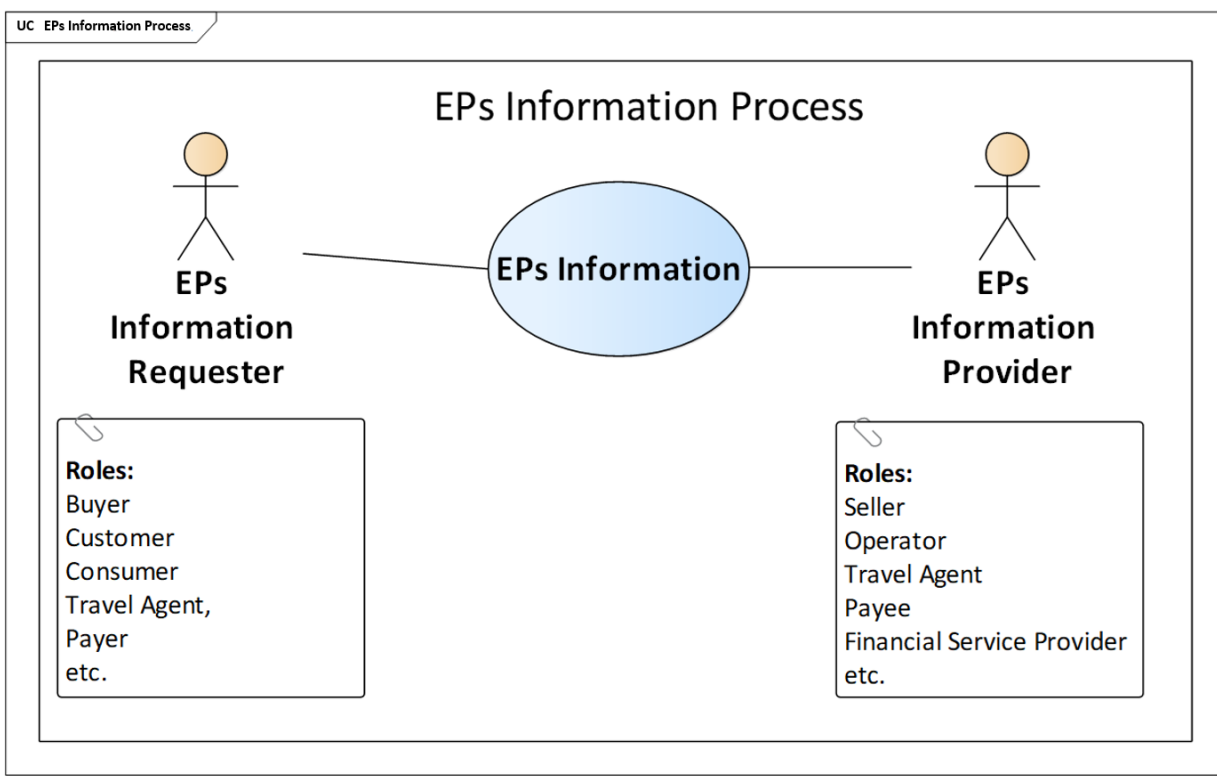 UC EPs Information Process
EPs Information Process
EPs Information
EPs
Information
Requester
EPs
Information
Provider
Roles:
Buyer
Customer
Consumer
Travel Agent,
Payer
etc.
Roles:
Seller
Operator
Travel Agent
Payee
Financial Service Provider
etc.